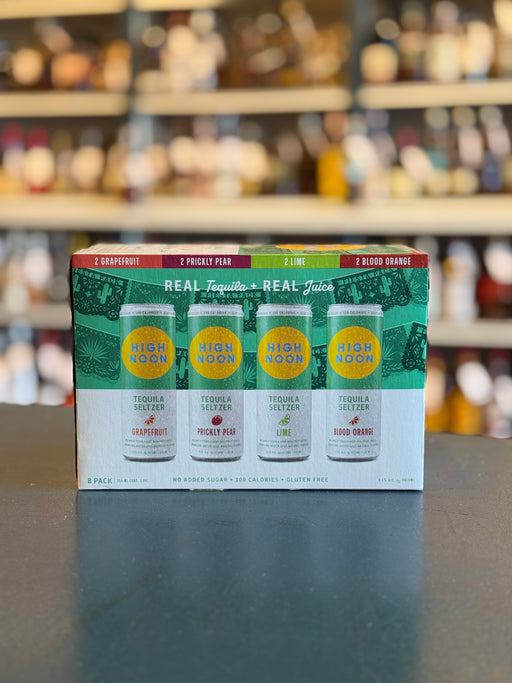 2 GRAPEFRUIT 2 PRICKLY PEAR 2 LIME 2 BLOOD ORANGE
REAL Tequila + REAL Juice
HIGH NOON HIGH NOON HIGH NOON HIGH NOON
TEQUILA SELTZER TEQUILA SELTZER TEQUILA SELTZER TEQUILA SELTZER
GRAPEFRUIT PRICKLY PEAR LIME BLOOD ORANGE
8 PACK
NO ADDED SUGAR • 100 CALORIES • GLUTEN FREE